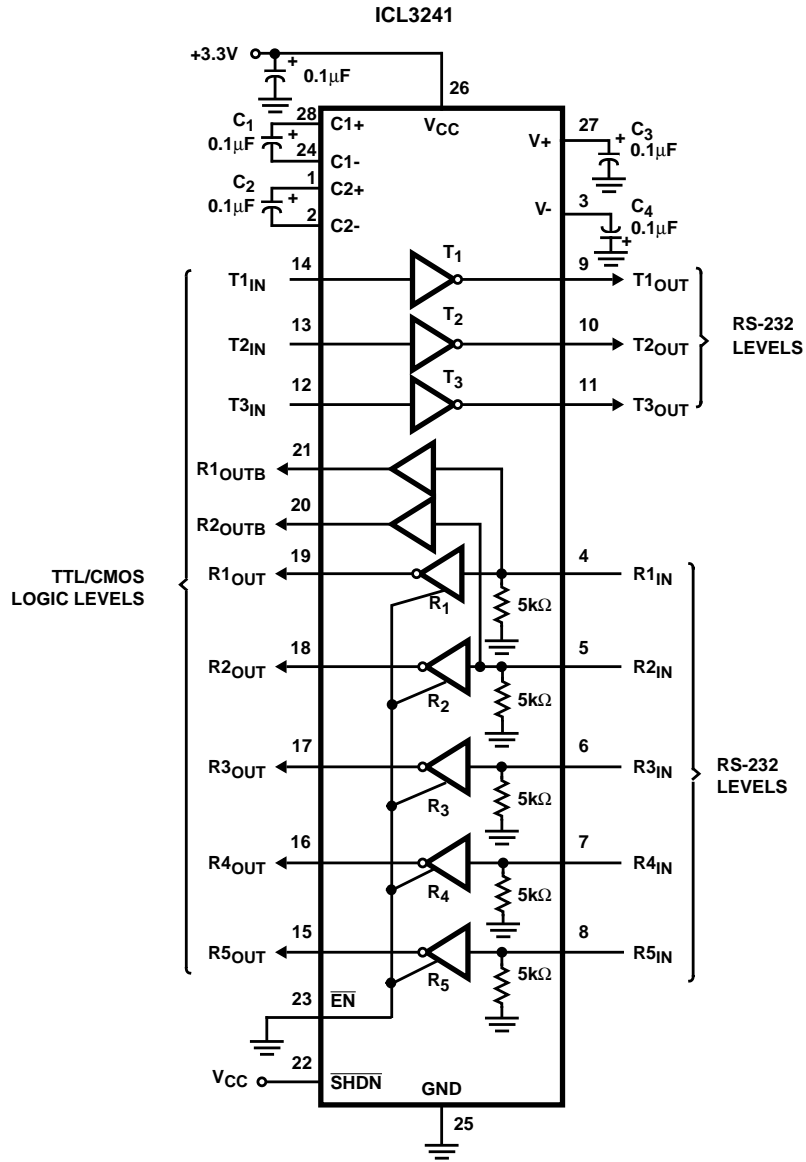 ICL3241
+3.3V
+
0.1μF
26
28
C1+
VCC
27
C1
0.1μF
+
24
C1-
V+
+
C3
0.1μF
1
C2+
C2
0.1μF
+
2
C2-
3
V-
C4
0.1μF
+
T1IN
14
T1
9
T1OUT
T2IN
13
T2
10
T2OUT
RS-232
LEVELS
T3IN
12
T3
11
T3OUT
21
R1OUTB
20
R2OUTB
19
R1OUT
R1
4
R1IN
5kΩ
TTL/CMOS
LOGIC LEVELS
18
R2OUT
R2
5
R2IN
5kΩ
17
R3OUT
R3
6
R3IN
5kΩ
RS-232
LEVELS
16
R4OUT
R4
7
R4IN
5kΩ
15
R5OUT
R5
8
R5IN
5kΩ
23
EN
22
VCC
SHDN
GND
25